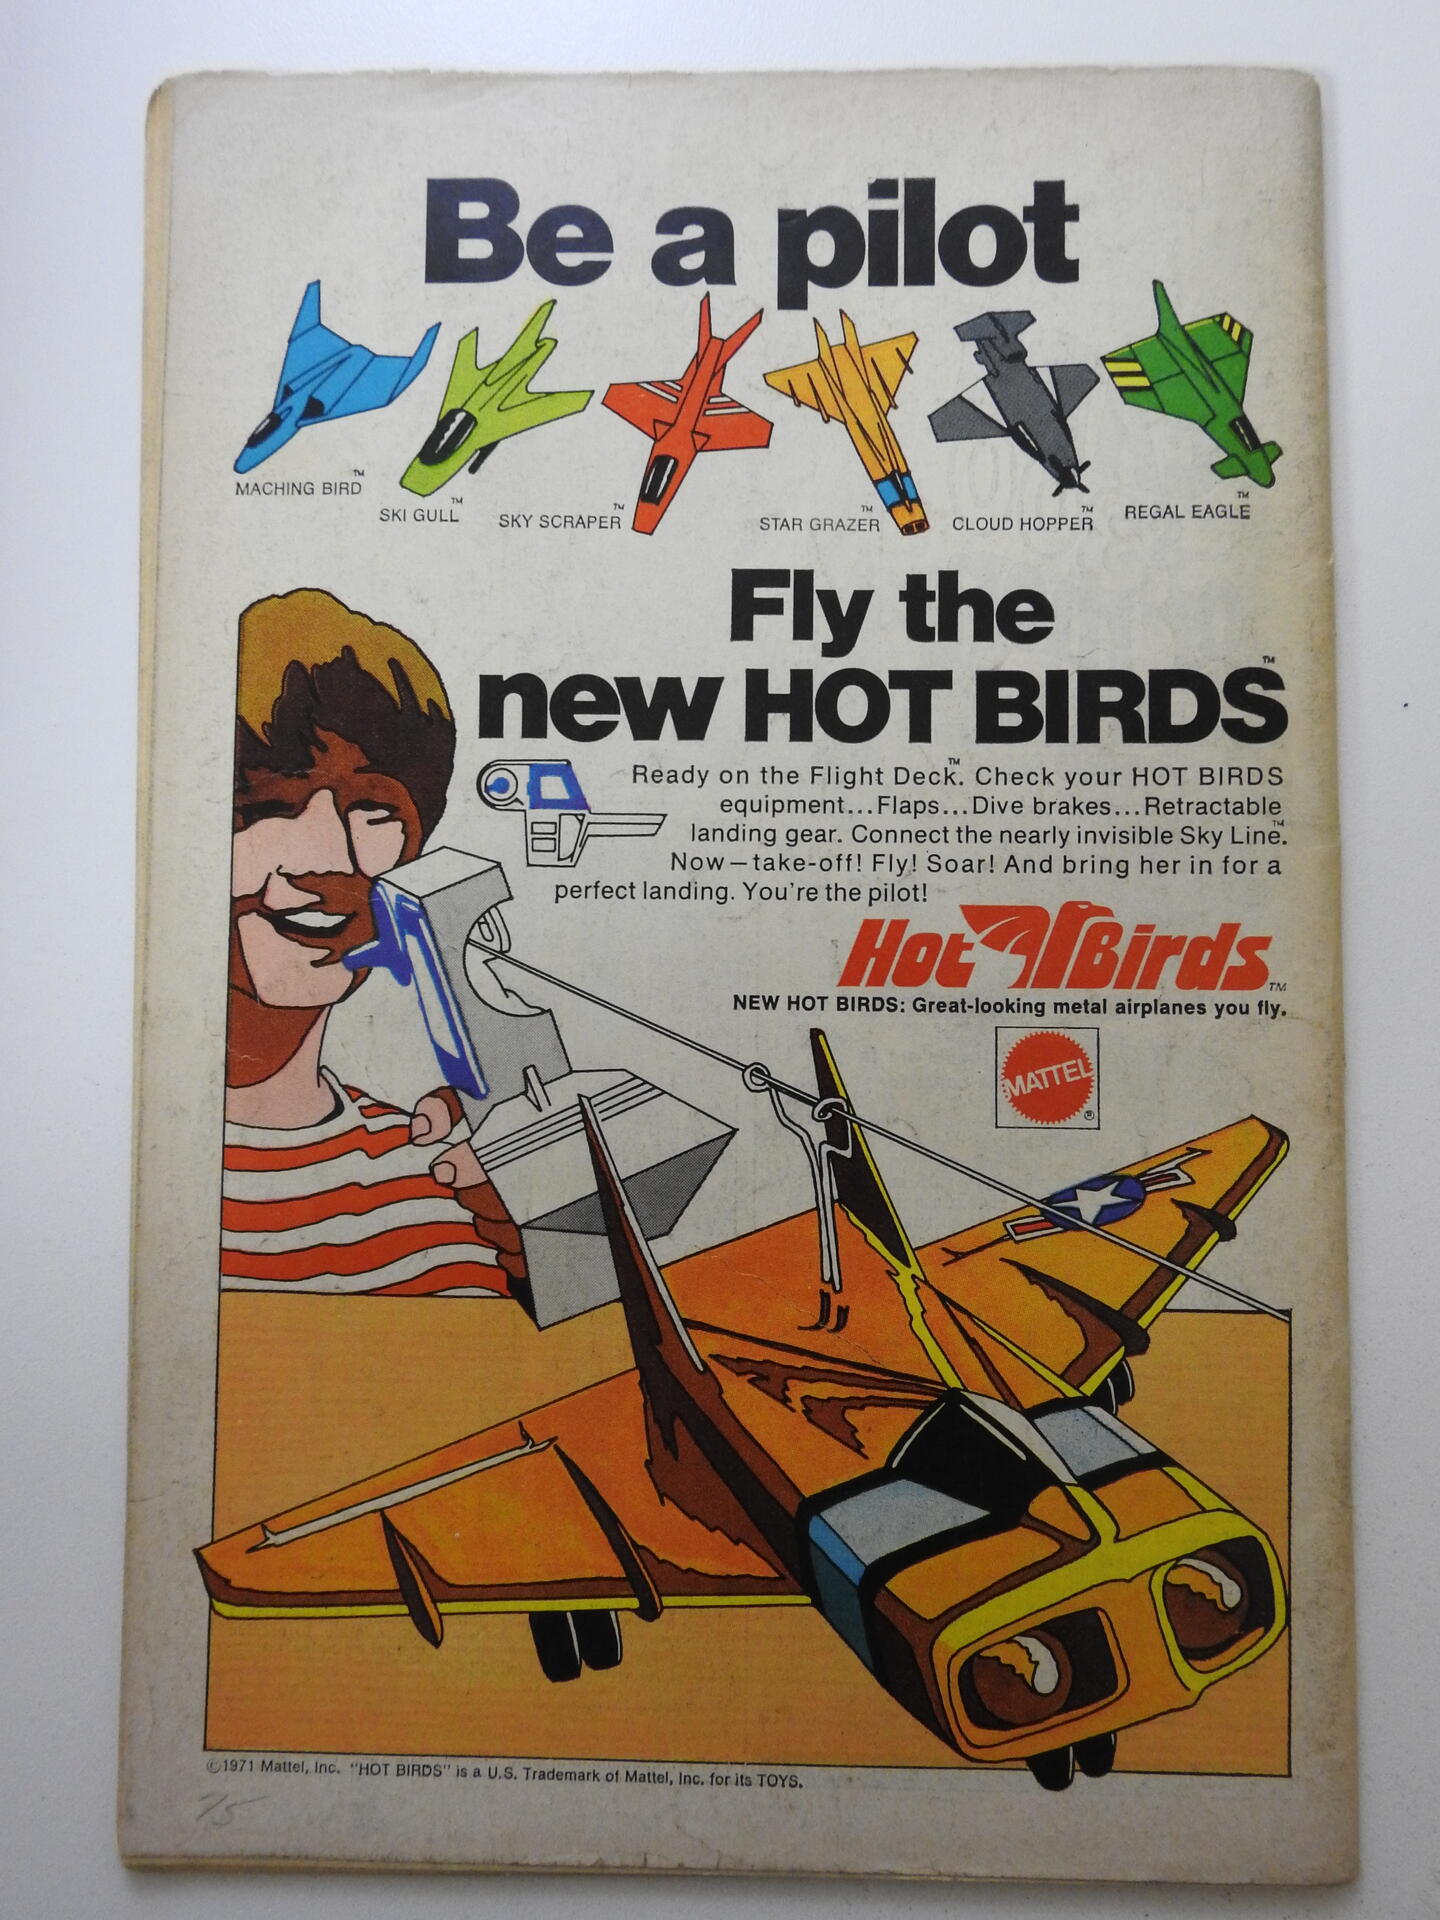 Be a pilot
MACHING BIRD™
SKI GULL™
SKY SCRAPER™
STAR GRAZER™
CLOUD HOPPER™
REGAL EAGLE™
Fly the
new HOT BIRDS™
Ready on the Flight Deck™. Check your HOT BIRDS
equipment...Flaps...Dive brakes...Retractable
landing gear. Connect the nearly invisible Sky Line™.
Now—take-off! Fly! Soar! And bring her in for a
perfect landing. You're the pilot!
Hot Birds™
NEW HOT BIRDS: Great-looking metal airplanes you fly.
MATTEL®
©1971 Mattel, Inc. "HOT BIRDS" is a U.S. Trademark of Mattel, Inc. for its TOYS.
75